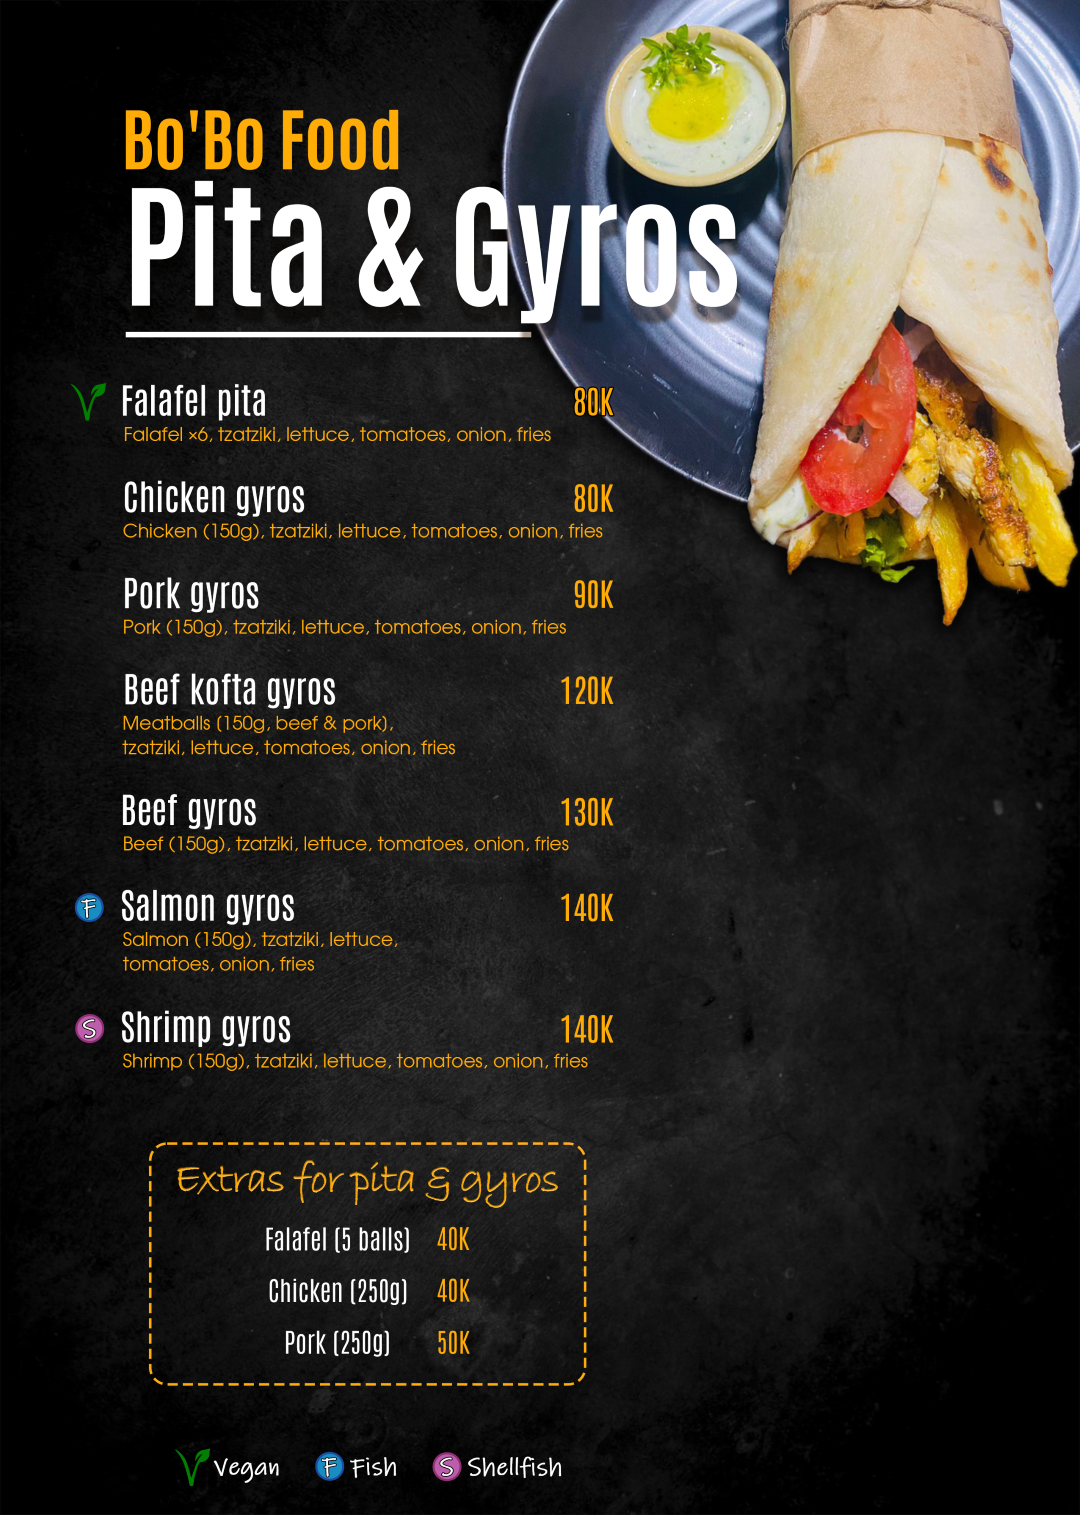 Bo'Bo Food
Pita & Gyros
Falafel pita 80K
Falafel ×6, tzatziki, lettuce, tomatoes, onion, fries
Chicken gyros 80K
Chicken (150g), tzatziki, lettuce, tomatoes, onion, fries
Pork gyros 90K
Pork (150g), tzatziki, lettuce, tomatoes, onion, fries
Beef kofta gyros 120K
Meatballs (150g, beef & pork),
tzatziki, lettuce, tomatoes, onion, fries
Beef gyros 130K
Beef (150g), tzatziki, lettuce, tomatoes, onion, fries
F Salmon gyros 140K
Salmon (150g), tzatziki, lettuce,
tomatoes, onion, fries
S Shrimp gyros 140K
Shrimp (150g), tzatziki, lettuce, tomatoes, onion, fries
Extras for pita & gyros
Falafel (5 balls) 40K
Chicken (250g) 40K
Pork (250g) 50K
Vegan F Fish S Shellfish